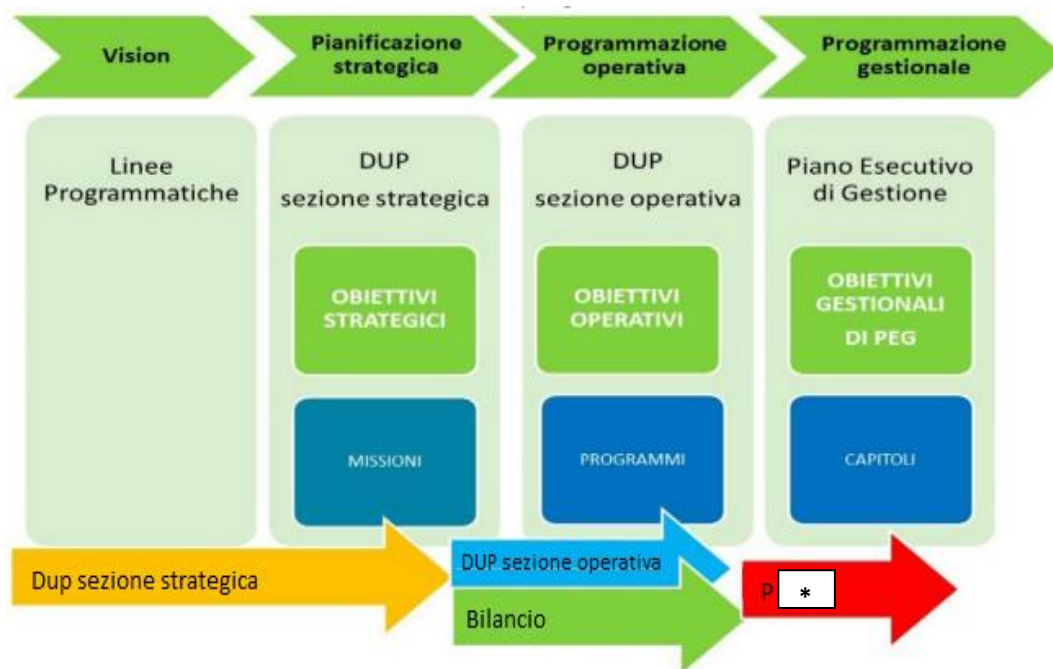 Vision
Pianificazione
strategica
Programmazione
operativa
Programmazione
gestionale
Linee
Programmatiche
DUP
sezione strategica
OBIETTIVI
STRATEGICI
MISSIONI
DUP
sezione operativa
OBIETTIVI
OPERATIVI
PROGRAMMI
Piano Esecutivo
di Gestione
OBIETTIVI
GESTIONALI
DI PEG
CAPITOLI
Dup sezione strategica
DUP sezione operativa
Bilancio
P *